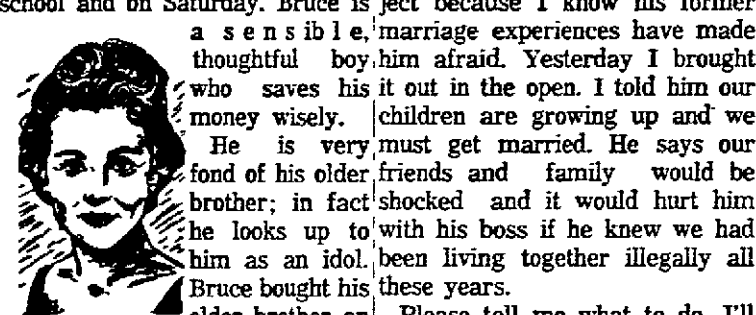 school and on Saturday. Bruce is
a sensible,
thoughtful boy
who saves his
money wisely.
He is very
fond of his older
brother; in fact
he looks up to
him as an idol.
Bruce bought his
older brother an
ject because I know his former
marriage experiences have made
him afraid. Yesterday I brought
it out in the open. I told him our
children are growing up and we
must get married. He says our
friends and family would be
shocked and it would hurt him
with his boss if he knew we had
been living together illegally all
these years.
Please tell me what to do. I'll